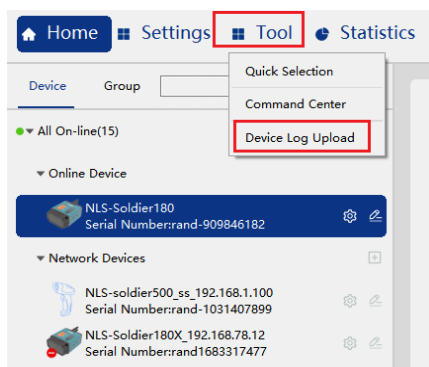 Home Settings Tool Statistics
Quick Selection
Device Group
Command Center
All On-line(15)
Device Log Upload
Online Device
NLS-Soldier180
Serial Number:rand-909846182
Network Devices
NLS-soldier500_ss_192.168.1.100
Serial Number:rand-1031407899
NLS-Soldier180X_192.168.78.12
Serial Number:rand1683317477